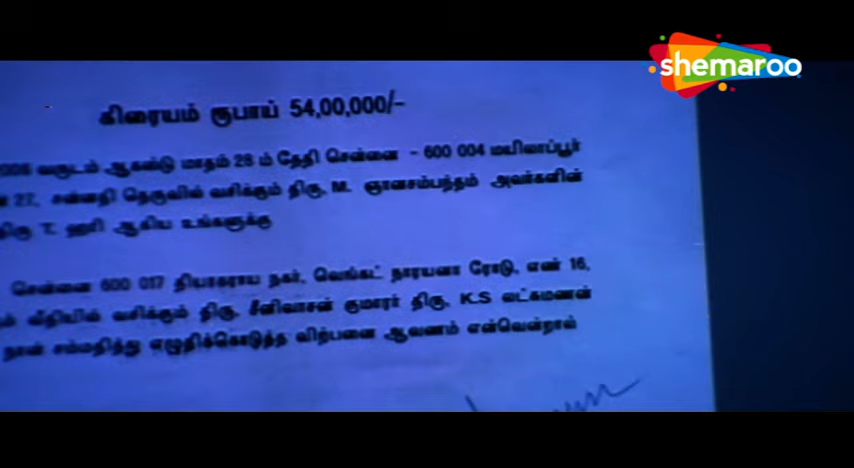 shemaroo
கிரையம் ரூபாய் 54,00,000/-
2008 வருடம் ஆகஸ்டு மாதம் 28 ம் தேதி சென்னை - 600 004 மயிலாப்பூர்
27, சன்னதி தெருவில் வசிக்கும் திரு. M. ஞானசம்பந்தம் அவர்களின்
திரு T. ஹரி ஆகிய உங்களுக்கு
சென்னை 600 017 தியாகராய நகர், வெங்கட் நாராயணா ரோடு, எண் 16,
வீதியில் வசிக்கும் திரு. சீனிவாசன் குமாரர் திரு. K.S லட்சுமணன்
நான் சம்மதித்து எழுதிக்கொடுத்த விற்பனை ஆவணம் என்வென்றால்